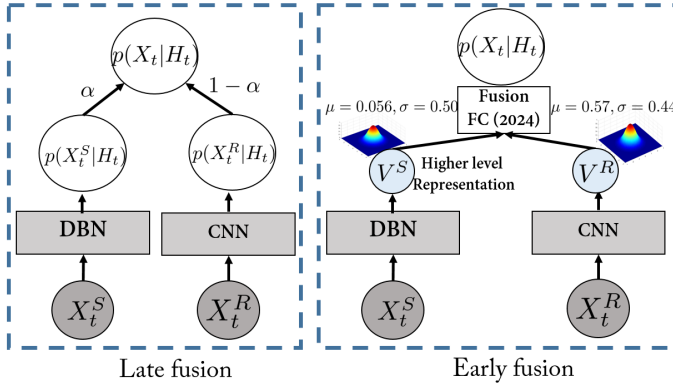 p(X_t|H_t)
α
1 − α
p(X_t^S|H_t)
p(X_t^R|H_t)
DBN
CNN
X_t^S
X_t^R
Late fusion
p(X_t|H_t)
μ = 0.056, σ = 0.50
Fusion
FC (2024)
μ = 0.57, σ = 0.44
V^S
Higher level
Representation
V^R
DBN
CNN
X_t^S
X_t^R
Early fusion